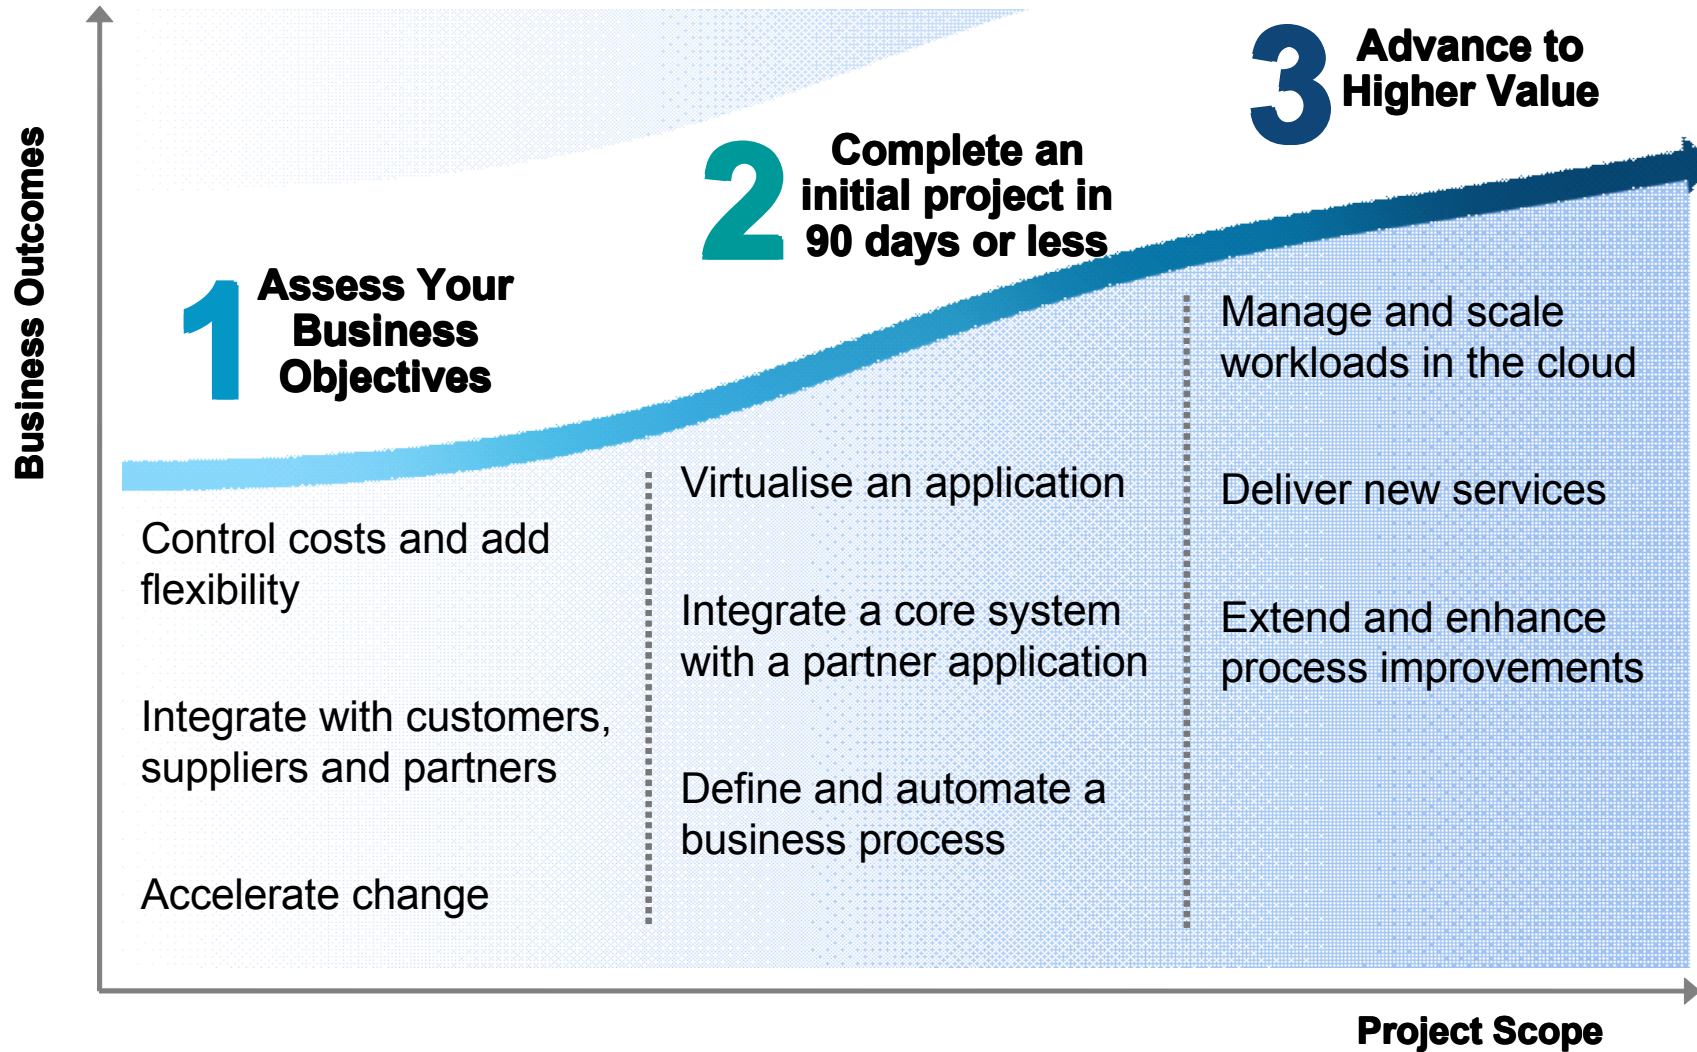 Business Outcomes
1
Assess Your
Business
Objectives
Control costs and add
flexibility
Integrate with customers,
suppliers and partners
Accelerate change
2
Complete an
initial project in
90 days or less
Virtualise an application
Integrate a core system
with a partner application
Define and automate a
business process
3
Advance to
Higher Value
Manage and scale
workloads in the cloud
Deliver new services
Extend and enhance
process improvements
Project Scope